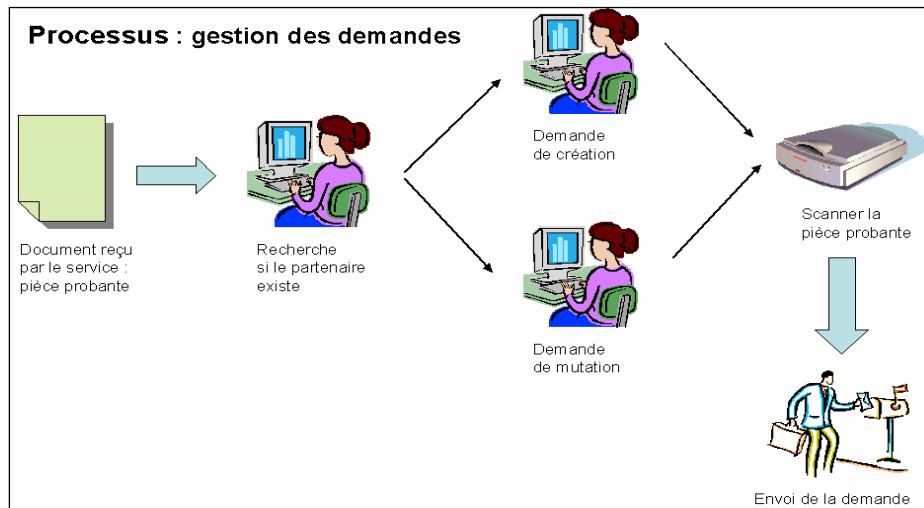 Processus : gestion des demandes
Document reçu
par le service :
pièce probante
Recherche
si le partenaire
existe
Demande
de création
Demande
de mutation
Scanner la
pièce probante
Envoi de la demande